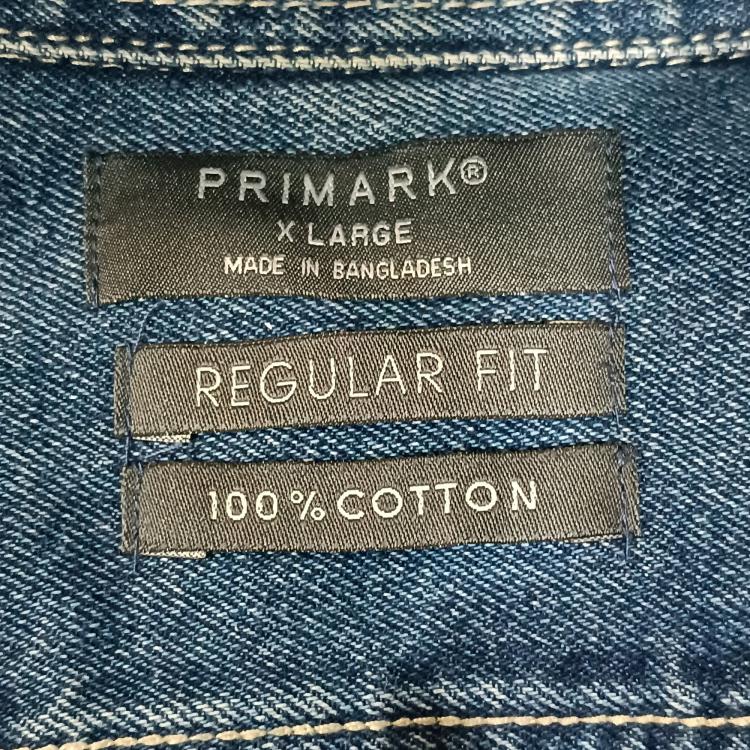 PRIMARK®
X LARGE
MADE IN BANGLADESH
REGULAR FIT
100% COTTON